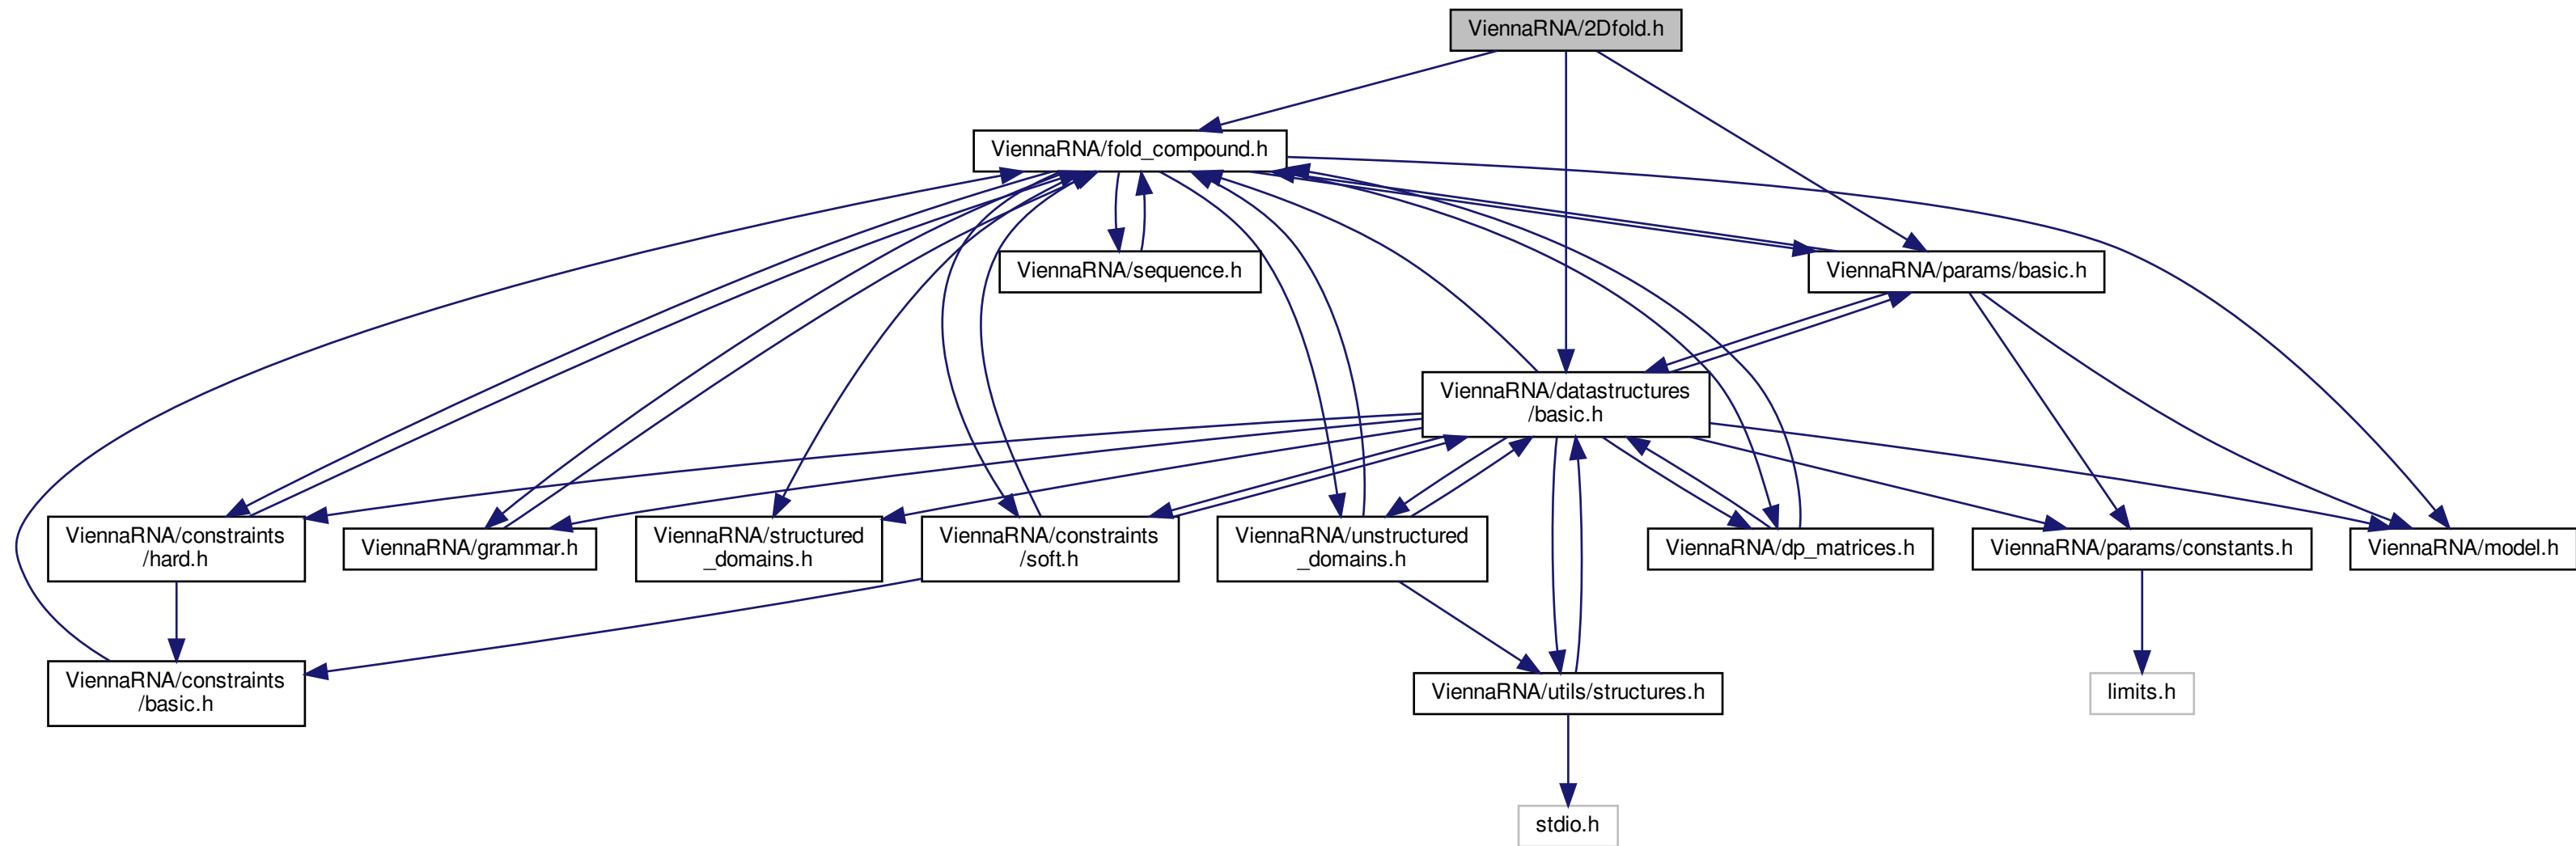 ViennaRNA/2Dfold.h
ViennaRNA/fold_compound.h
ViennaRNA/sequence.h
ViennaRNA/params/basic.h
ViennaRNA/datastructures
/basic.h
ViennaRNA/constraints
/hard.h
ViennaRNA/grammar.h
ViennaRNA/structured
_domains.h
ViennaRNA/constraints
/soft.h
ViennaRNA/unstructured
_domains.h
ViennaRNA/dp_matrices.h
ViennaRNA/params/constants.h
ViennaRNA/model.h
ViennaRNA/constraints
/basic.h
ViennaRNA/utils/structures.h
limits.h
stdio.h